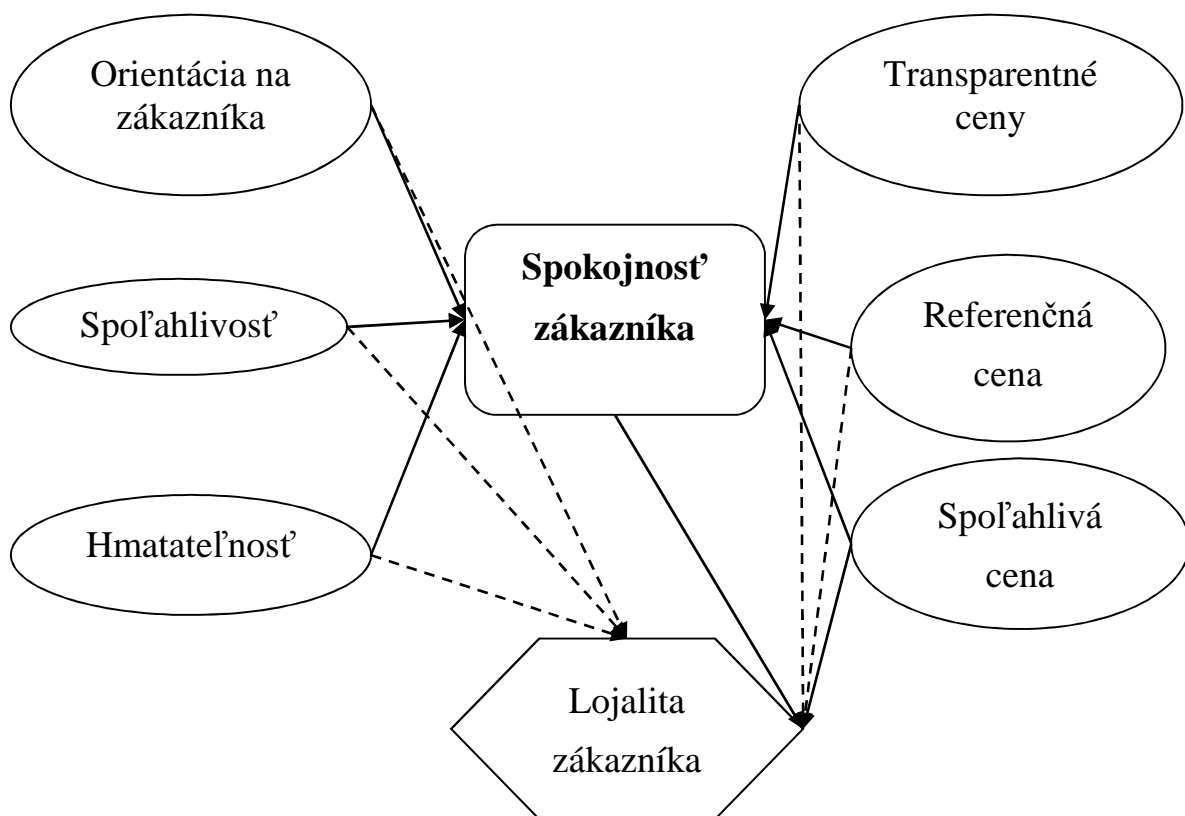 Orientácia na
zákazníka
Transparentné
ceny
Spokojnosť
zákazníka
Spoľahlivosť
Referenčná
cena
Hmatateľnosť
Spoľahlivá
cena
Lojalita
zákazníka